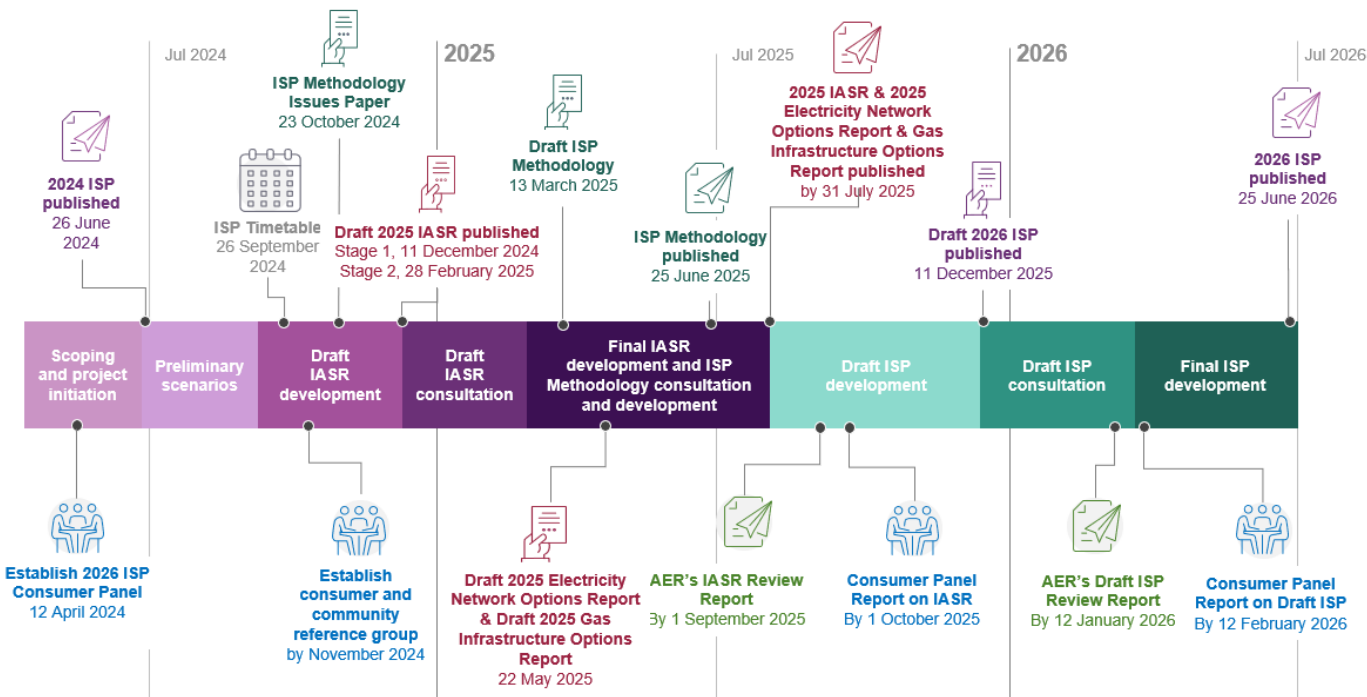 Jul 2024
2025
Jul 2025
2026
Jul 2026
2024 ISP
published
26 June
2024
ISP Timetable
26 September
2024
ISP Methodology
Issues Paper
23 October 2024
Draft 2025 IASR published
Stage 1, 11 December 2024
Stage 2, 28 February 2025
Draft ISP
Methodology
13 March 2025
ISP Methodology
published
25 June 2025
2025 IASR & 2025
Electricity Network
Options Report & Gas
Infrastructure Options
Report published
by 31 July 2025
Draft 2026 ISP
published
11 December 2025
2026 ISP
published
25 June 2026
Scoping
and project
initiation
Preliminary
scenarios
Draft
IASR
development
Draft
IASR
consultation
Final IASR
development and ISP
Methodology consultation
and development
Draft ISP
development
Draft ISP
consultation
Final ISP
development
Establish 2026 ISP
Consumer Panel
12 April 2024
Establish
consumer and
community
reference group
by November 2024
Draft 2025 Electricity
Network Options Report
& Draft 2025 Gas
Infrastructure Options
Report
22 May 2025
AER's IASR Review
Report
By 1 September 2025
Consumer Panel
Report on IASR
By 1 October 2025
AER's Draft ISP
Review Report
By 12 January 2026
Consumer Panel
Report on Draft ISP
By 12 February 2026